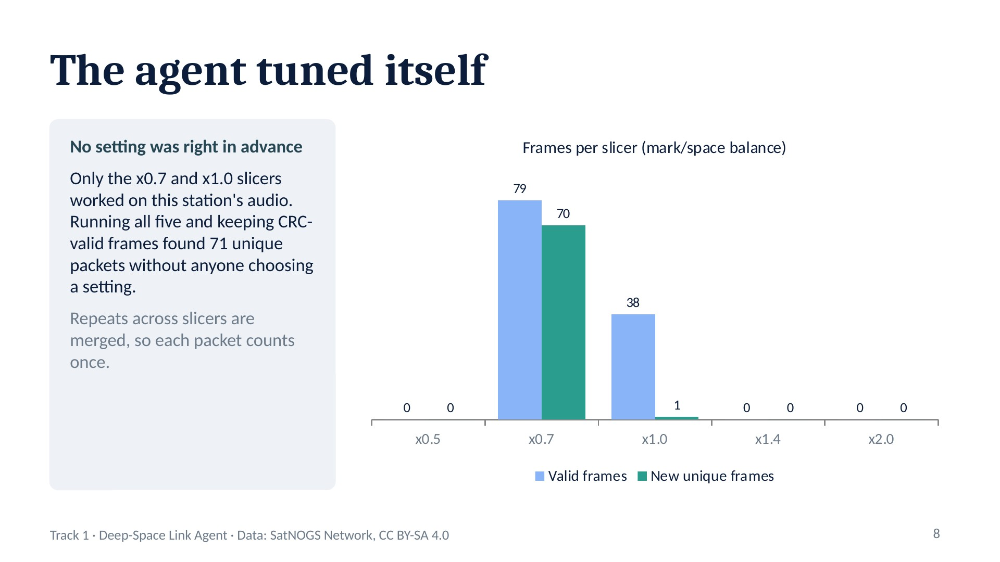 The agent tuned itself
No setting was right in advance
Only the x0.7 and x1.0 slicers
worked on this station's audio.
Running all five and keeping CRC-
valid frames found 71 unique
packets without anyone choosing
a setting.
Repeats across slicers are
merged, so each packet counts
once.
Frames per slicer (mark/space balance)
79
70
38
1
0 0 0 0 0 0
x0.5 x0.7 x1.0 x1.4 x2.0
Valid frames New unique frames
Track 1 · Deep-Space Link Agent · Data: SatNOGS Network, CC BY-SA 4.0
8